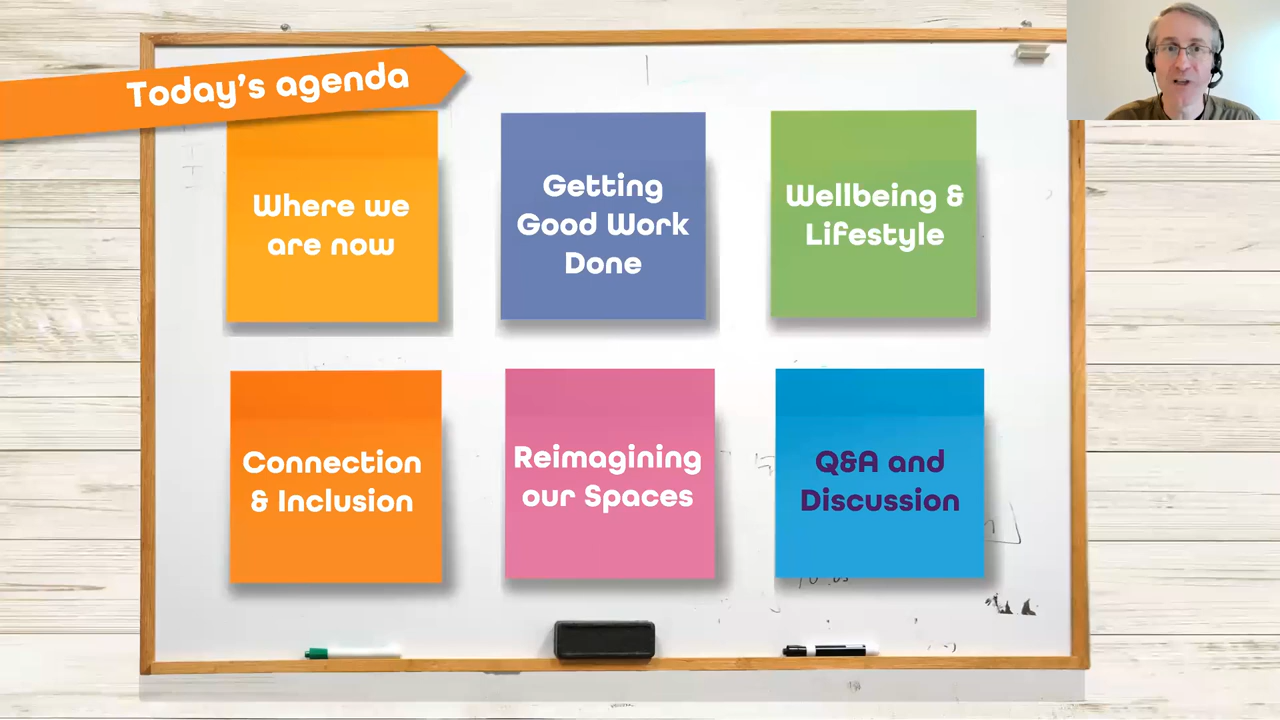 Today's agenda
Where we
are now
Getting
Good Work
Done
Wellbeing &
Lifestyle
Connection
& Inclusion
Reimagining
our Spaces
Q&A and
Discussion